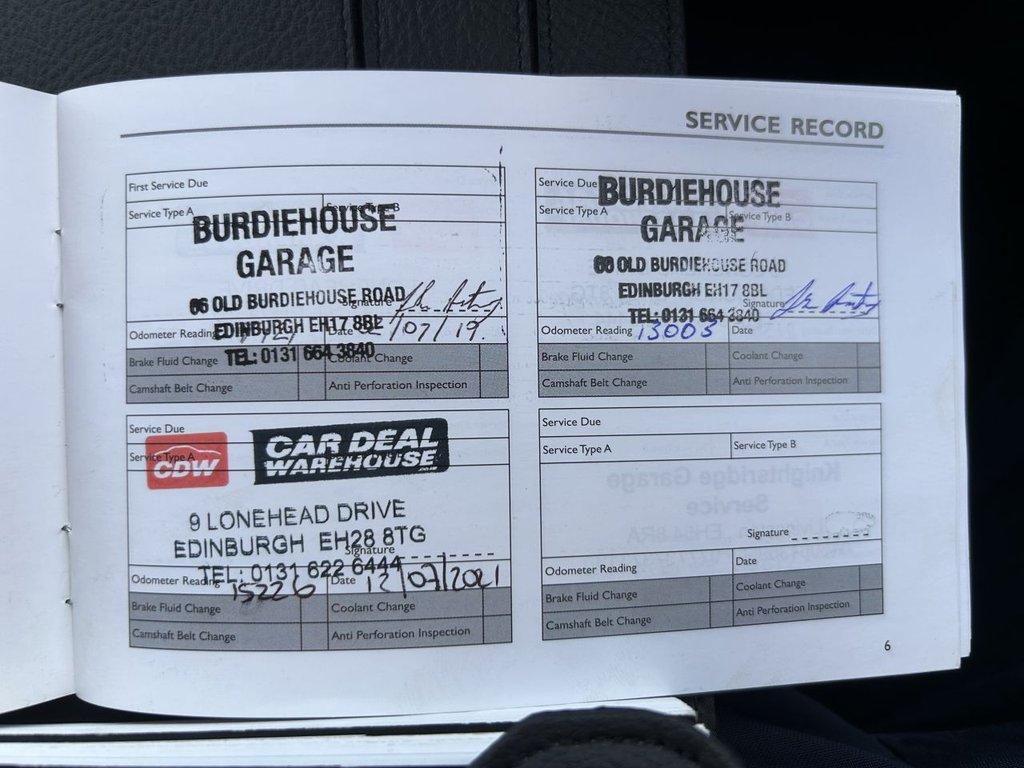 SERVICE RECORD
First Service Due
Service Type A Service Type B
BURDIEHOUSE
GARAGE
66 OLD BURDIEHOUSE ROAD
Signature
EDINBURGH EH17 8BL
Odometer Reading Date /07/19.
TEL: 0131 664 3840
Brake Fluid Change Coolant Change
Camshaft Belt Change Anti Perforation Inspection
Service Due
BURDIEHOUSE
Service Type A Service Type B
GARAGE
66 OLD BURDIEHOUSE ROAD
EDINBURGH EH17 8BL
Signature
TEL: 0131 664 3840
Odometer Reading 13003 Date
Brake Fluid Change Coolant Change
Camshaft Belt Change Anti Perforation Inspection
Service Due
Service Type A
CDW
CAR DEAL
WAREHOUSE
9 LONEHEAD DRIVE
EDINBURGH EH28 8TG
Signature
TEL: 0131 622 6444
Odometer Reading 15226 Date 12/07/2021
Brake Fluid Change Coolant Change
Camshaft Belt Change Anti Perforation Inspection
Service Due
Service Type A Service Type B
Signature
Odometer Reading Date
Brake Fluid Change Coolant Change
Camshaft Belt Change Anti Perforation Inspection
6